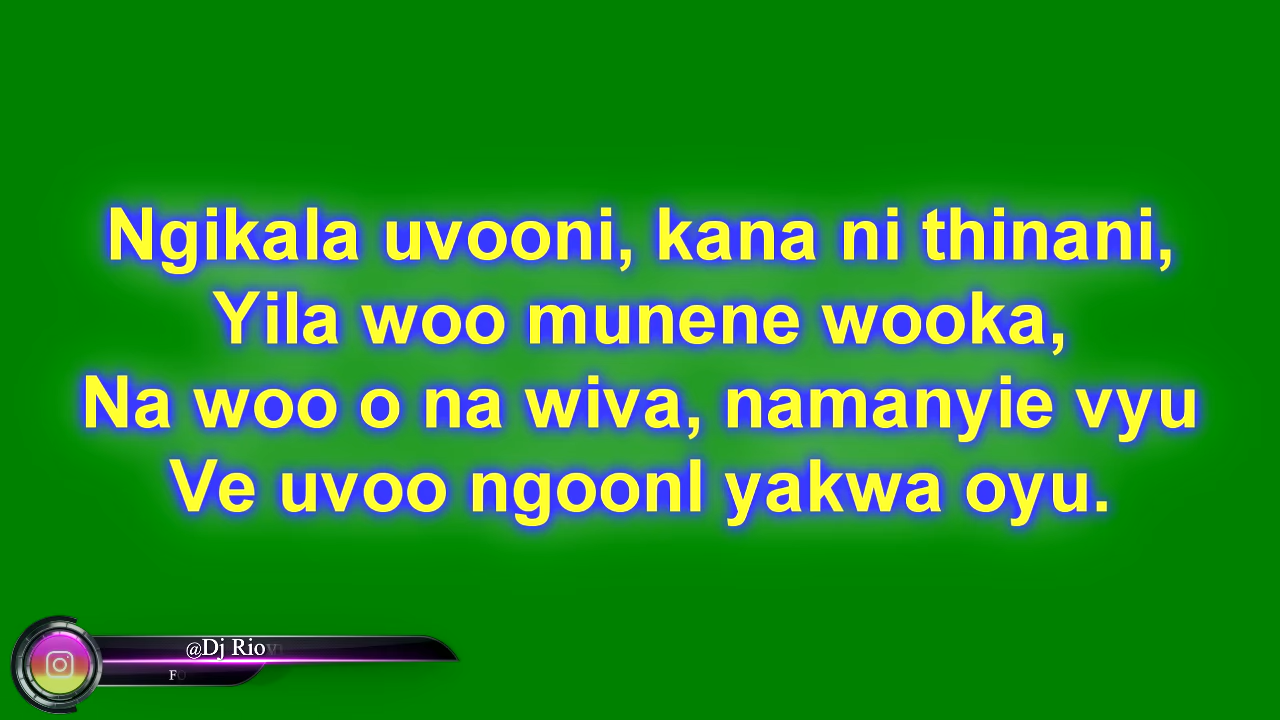 Ngikala uvooni, kana ni thinani,
Yila woo munene wooka,
Na woo o na wiva, namanyie vyu
Ve uvoo ngoonl yakwa oyu.
@Dj Rio